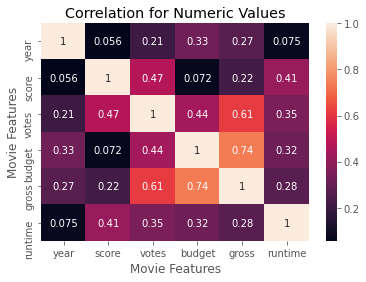 Correlation for Numeric Values
year 1 0.056 0.21 0.33 0.27 0.075
score 0.056 1 0.47 0.072 0.22 0.41
votes 0.21 0.47 1 0.44 0.61 0.35
budget 0.33 0.072 0.44 1 0.74 0.32
gross 0.27 0.22 0.61 0.74 1 0.28
runtime 0.075 0.41 0.35 0.32 0.28 1
year score votes budget gross runtime
Movie Features
Movie Features
1.0
0.8
0.6
0.4
0.2